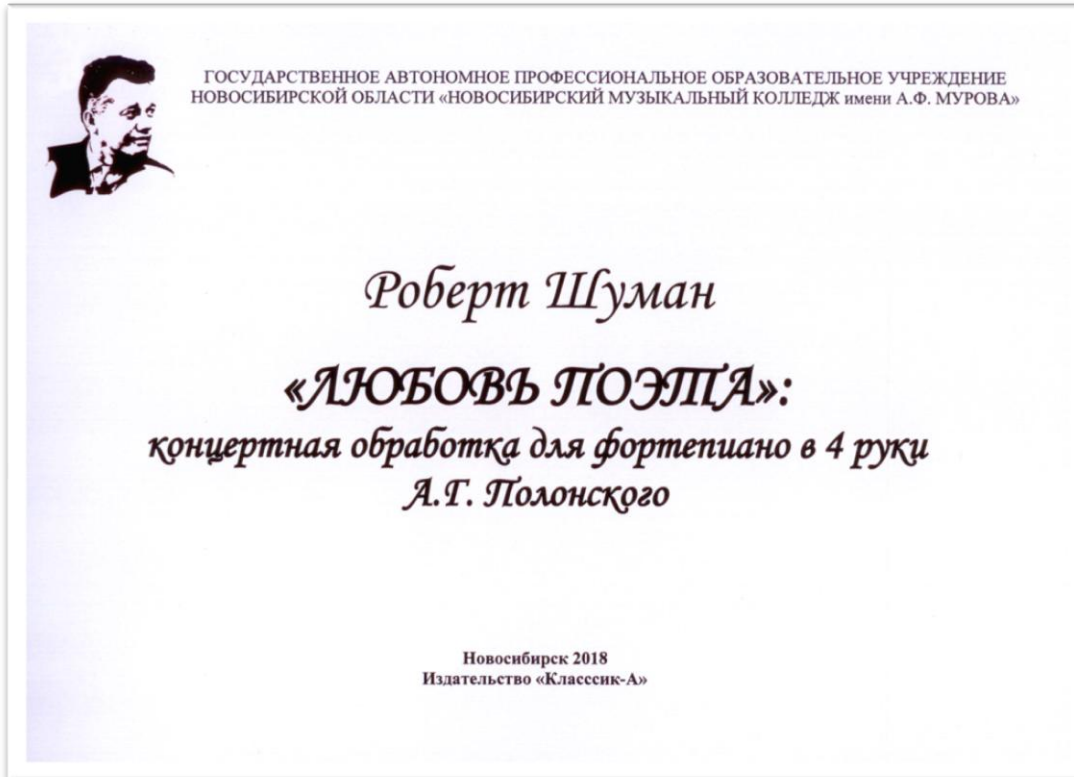 ГОСУДАРСТВЕННОЕ АВТОНОМНОЕ ПРОФЕССИОНАЛЬНОЕ ОБРАЗОВАТЕЛЬНОЕ УЧРЕЖДЕНИЕ
НОВОСИБИРСКОЙ ОБЛАСТИ «НОВОСИБИРСКИЙ МУЗЫКАЛЬНЫЙ КОЛЛЕДЖ имени А.Ф. МУРОВА»
Роберт Шуман
«ЛЮБОВЬ ПОЭТА»:
концертная обработка для фортепиано в 4 руки
А.Г. Полонского
Новосибирск 2018
Издательство «Класссик-А»